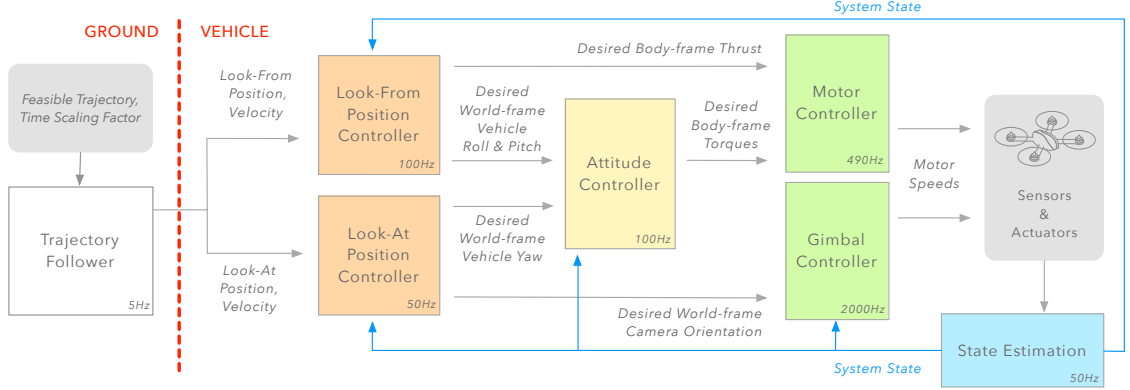 System State
GROUND
VEHICLE
Feasible Trajectory,
Time Scaling Factor
Trajectory
Follower
5Hz
Look-From
Position,
Velocity
Look-At
Position,
Velocity
Look-From
Position
Controller
100Hz
Look-At
Position
Controller
50Hz
Desired Body-frame Thrust
Desired
World-frame
Vehicle
Roll & Pitch
Desired
World-frame
Vehicle Yaw
Attitude
Controller
100Hz
Desired
Body-frame
Torques
Desired World-frame
Camera Orientation
Motor
Controller
490Hz
Gimbal
Controller
2000Hz
Motor
Speeds
Sensors
&
Actuators
State Estimation
50Hz
System State